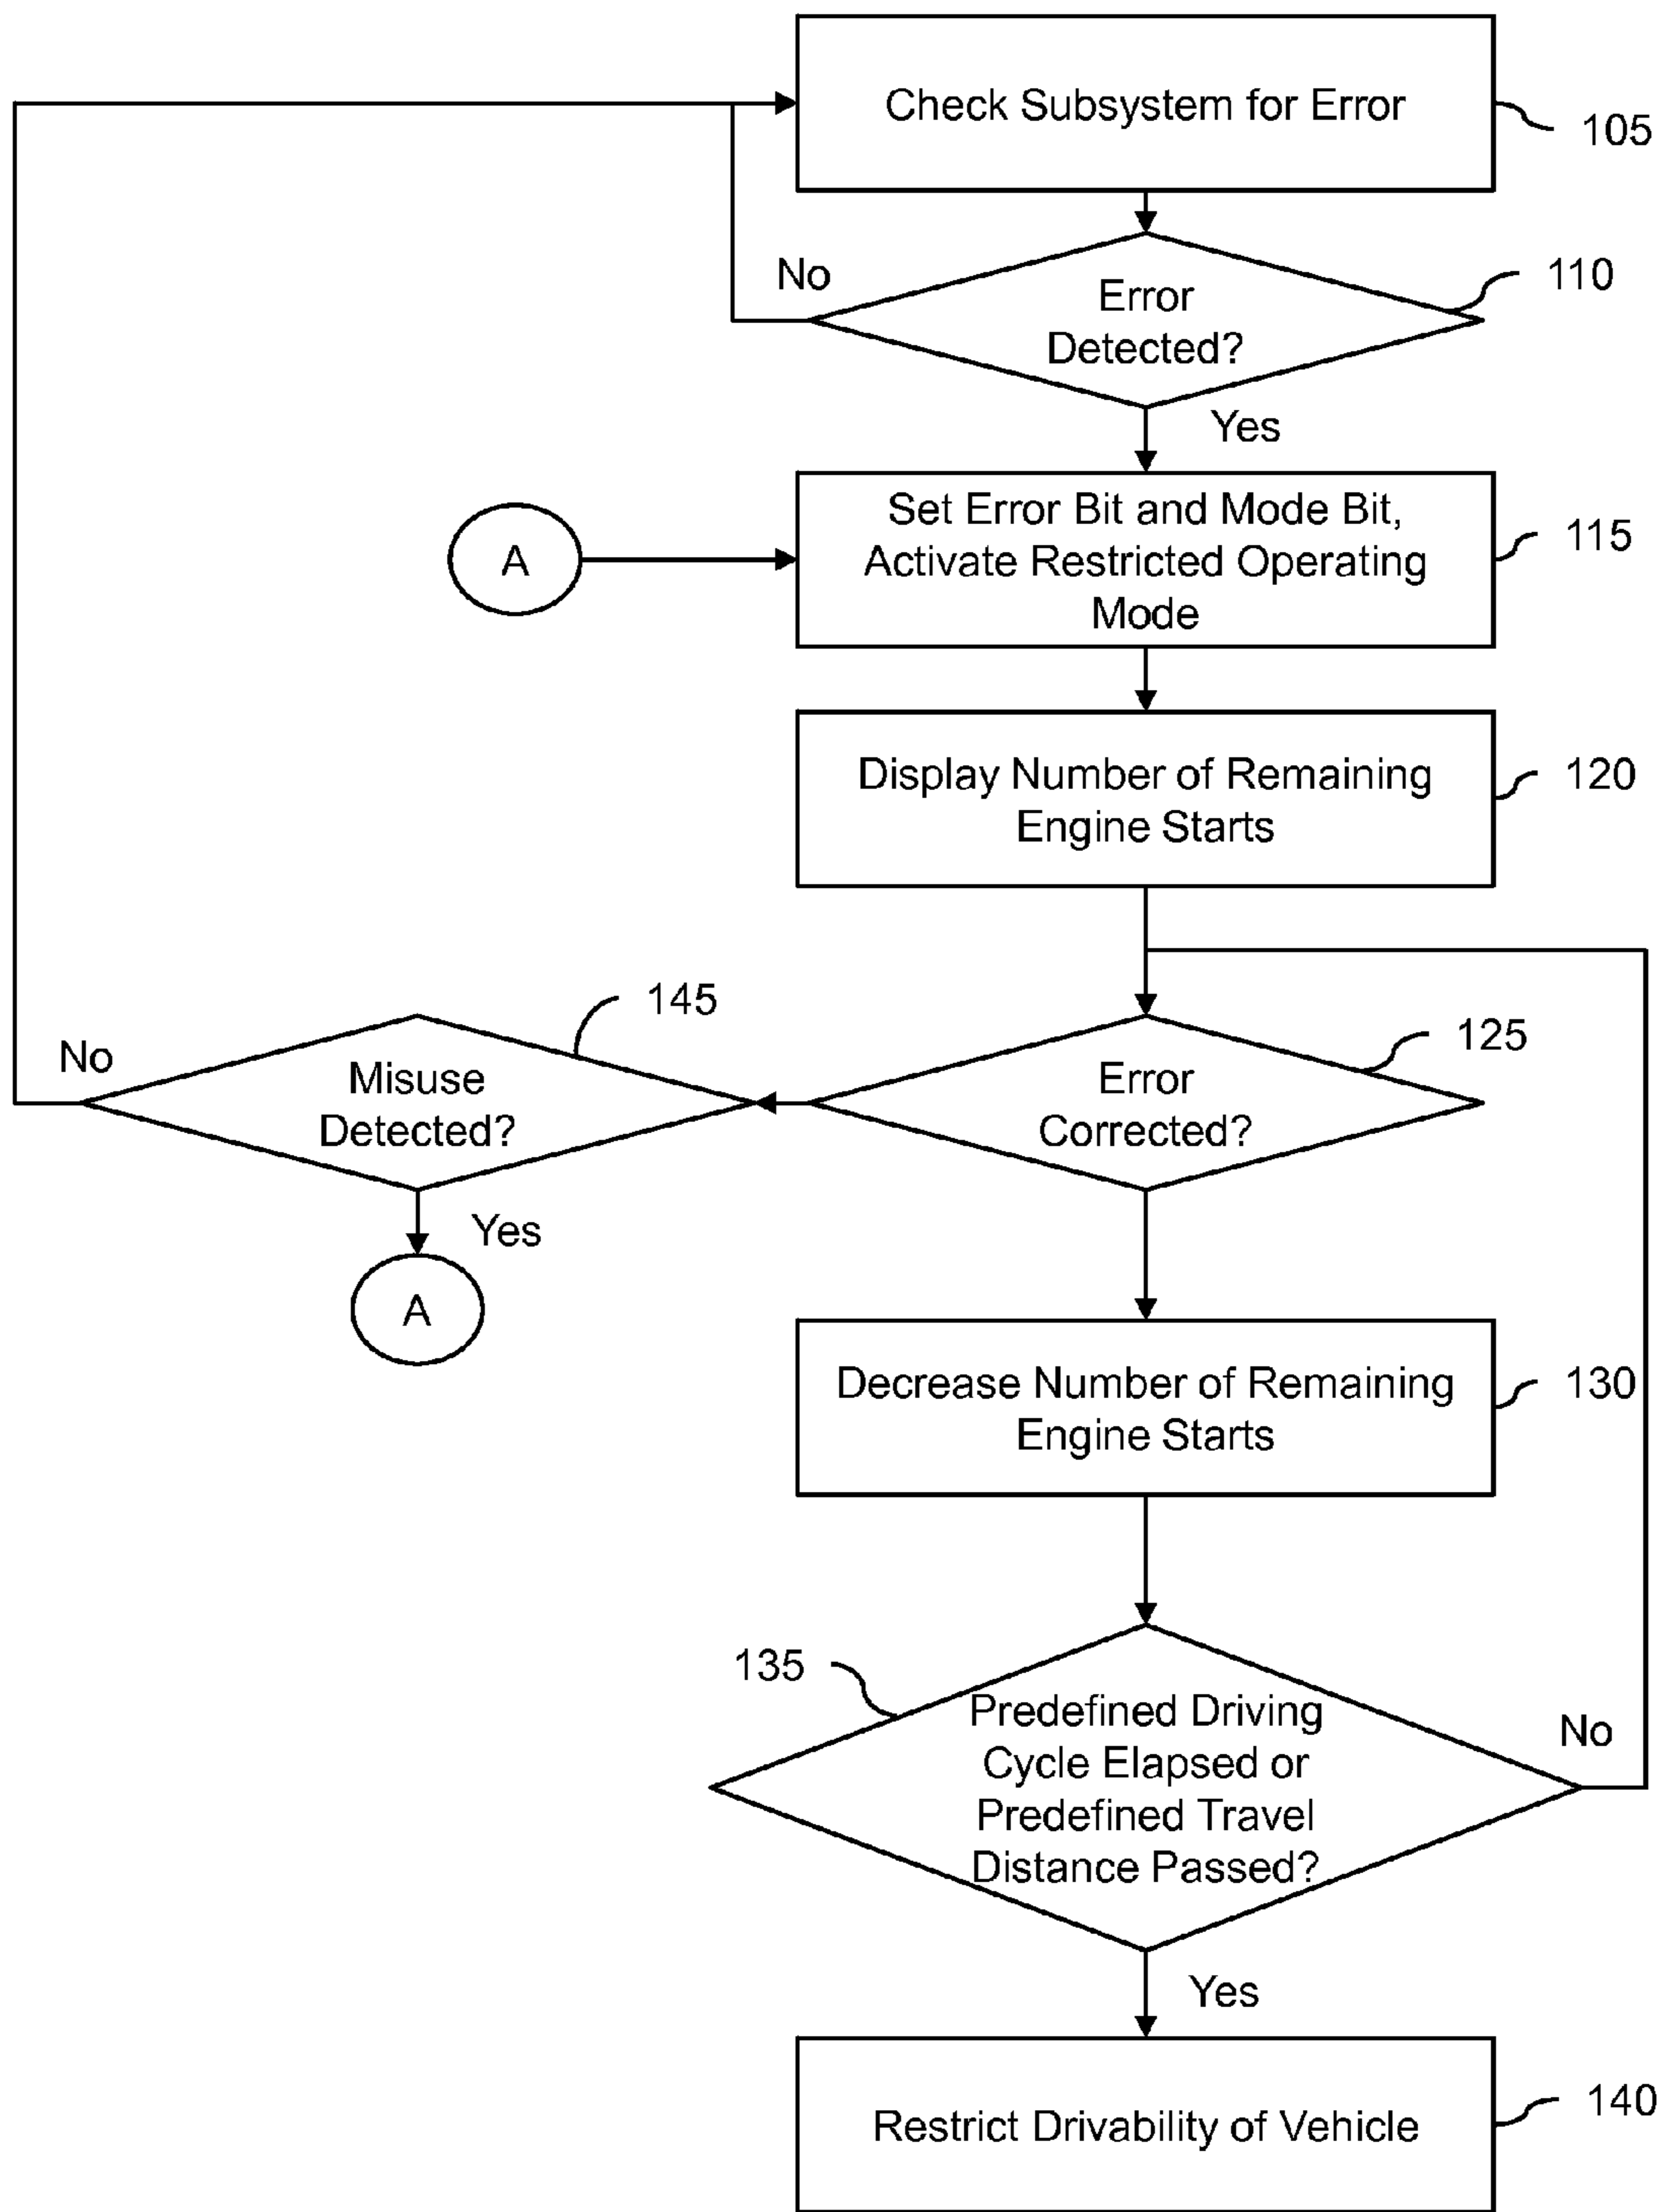 Check Subsystem for Error
105
No
110
Error
Detected?
Yes
A
Set Error Bit and Mode Bit,
Activate Restricted Operating
Mode
115
Display Number of Remaining
Engine Starts
120
145
125
No
Misuse
Detected?
Error
Corrected?
Yes
A
Decrease Number of Remaining
Engine Starts
130
135
Predefined Driving
Cycle Elapsed or
Predefined Travel
Distance Passed?
No
Yes
Restrict Drivability of Vehicle
140